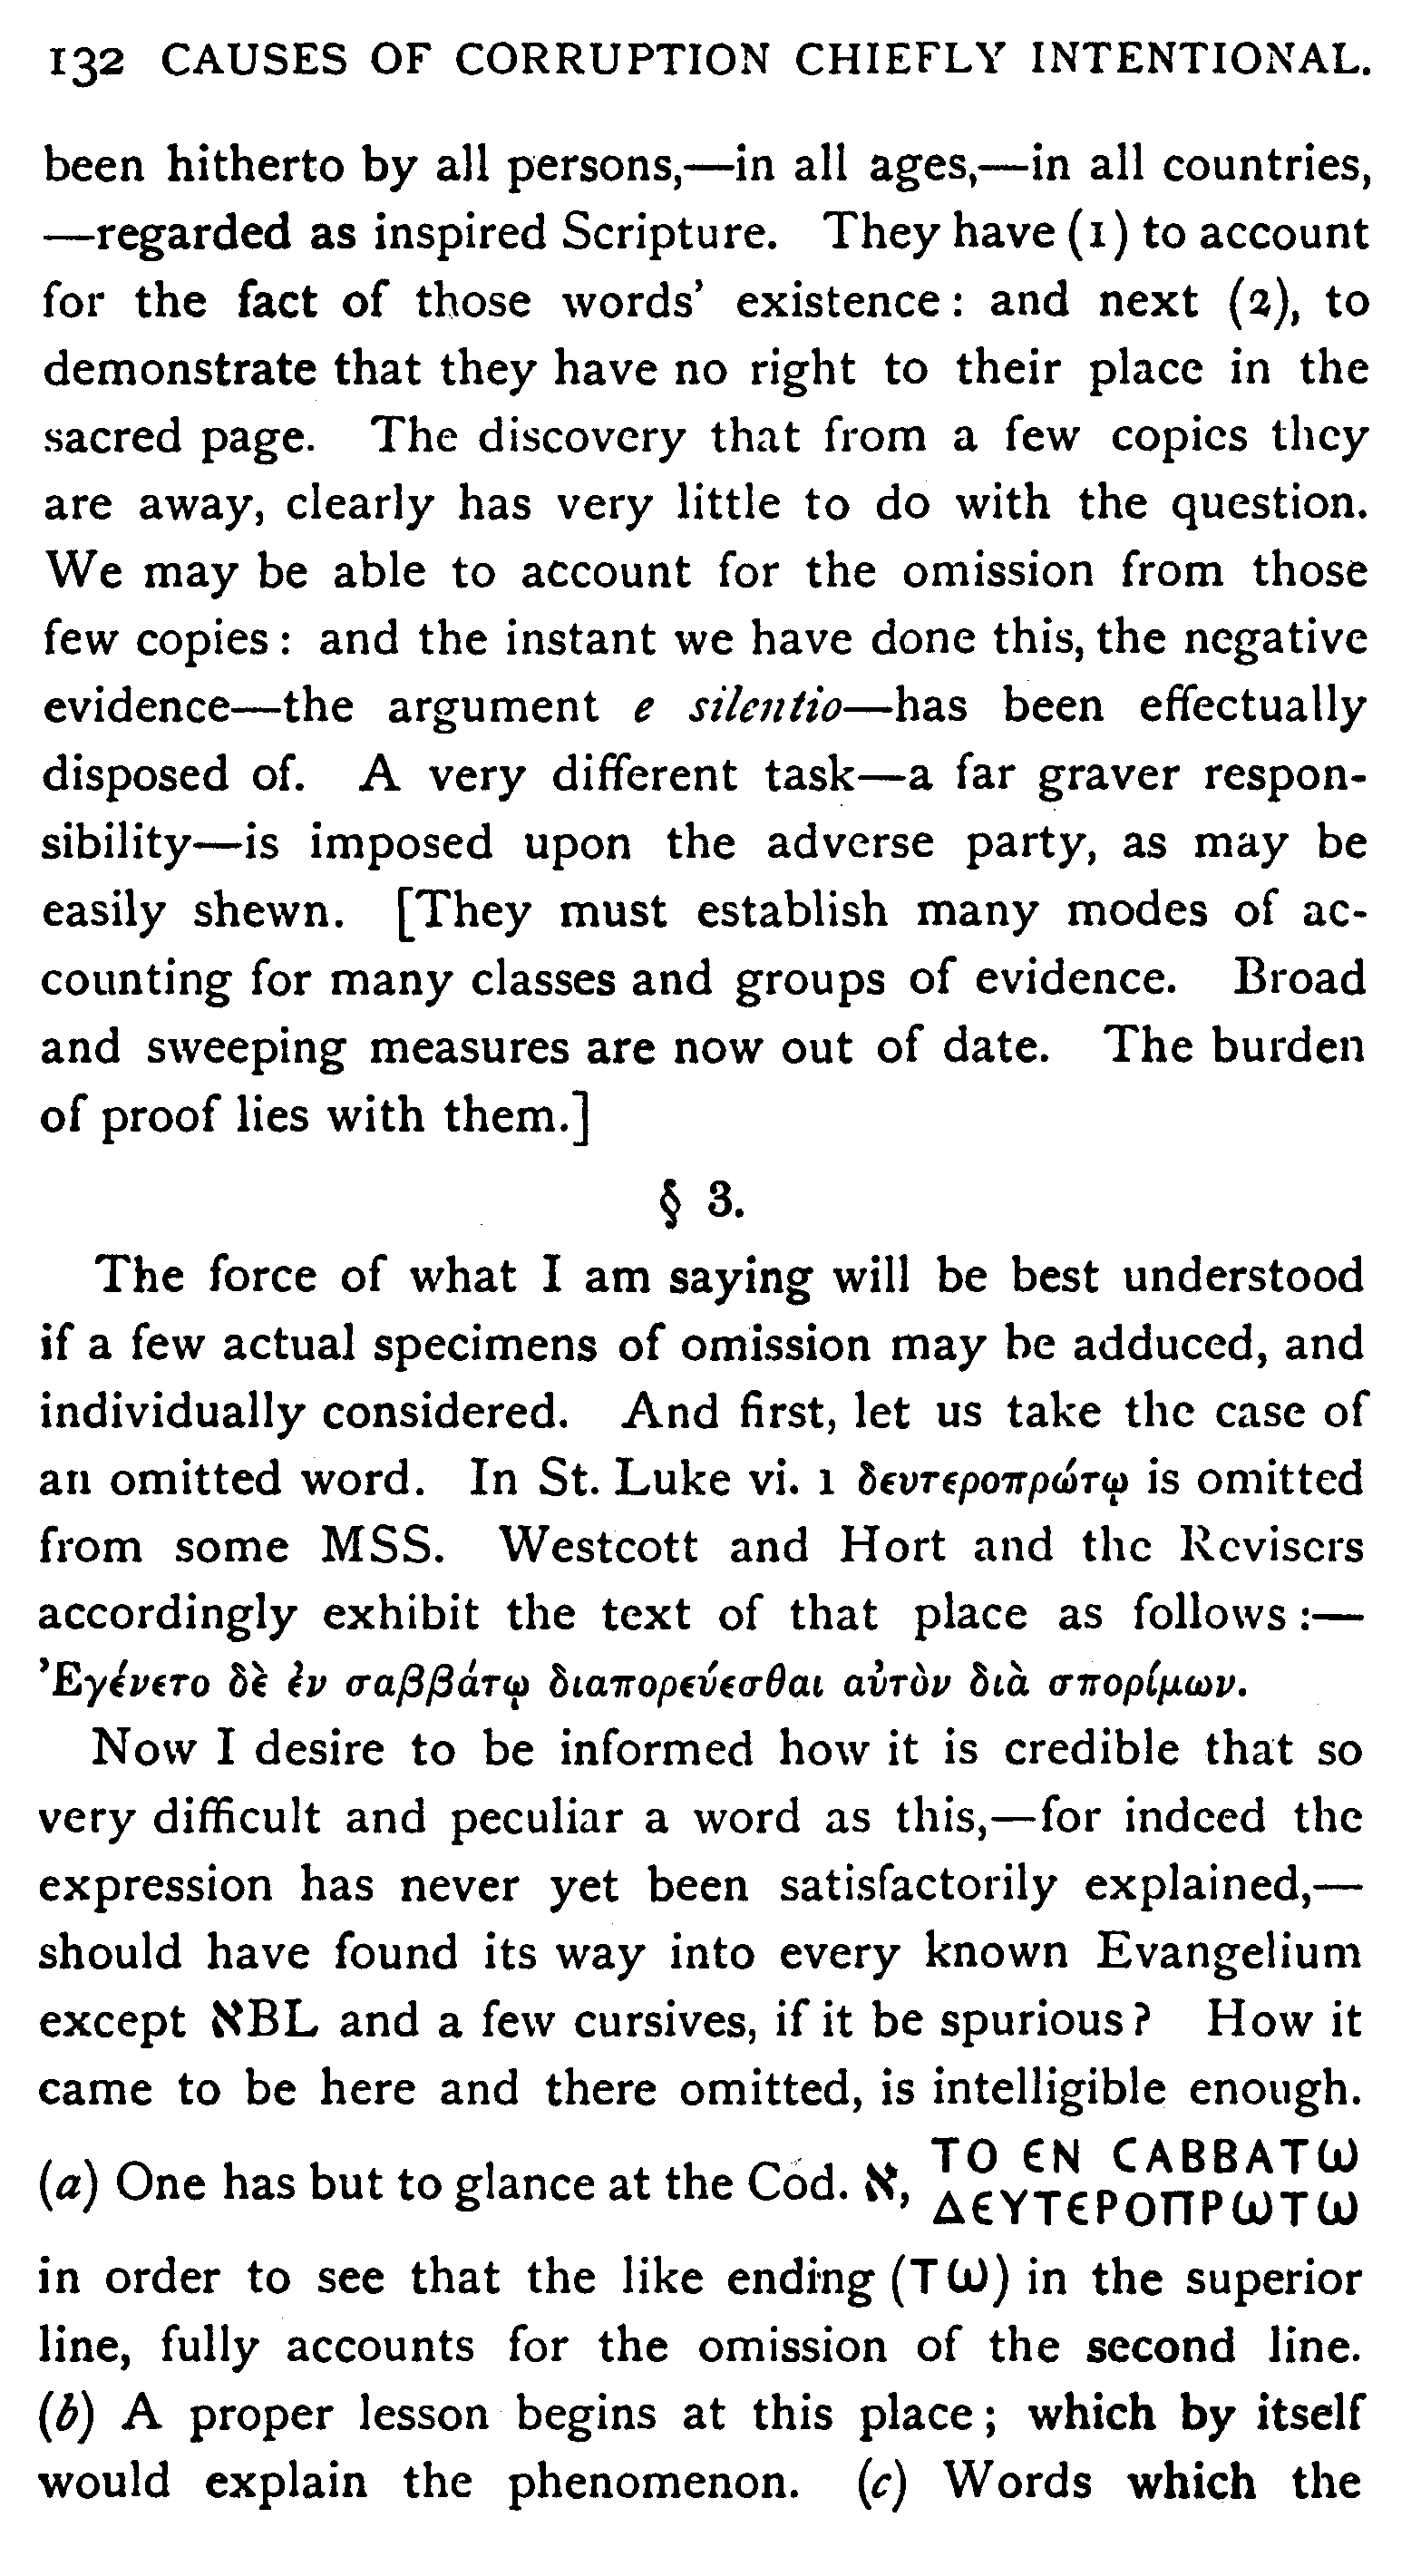 132 CAUSES OF CORRUPTION CHIEFLY INTENTIONAL.
been hitherto by all persons,—in all ages,—in all countries,
—regarded as inspired Scripture. They have (1) to account
for the fact of those words' existence: and next (2), to
demonstrate that they have no right to their place in the
sacred page. The discovery that from a few copies they
are away, clearly has very little to do with the question.
We may be able to account for the omission from those
few copies: and the instant we have done this, the negative
evidence—the argument e silentio—has been effectually
disposed of. A very different task—a far graver respon-
sibility—is imposed upon the adverse party, as may be
easily shewn. [They must establish many modes of ac-
counting for many classes and groups of evidence. Broad
and sweeping measures are now out of date. The burden
of proof lies with them.]
§ 3.
The force of what I am saying will be best understood
if a few actual specimens of omission may be adduced, and
individually considered. And first, let us take the case of
an omitted word. In St. Luke vi. 1 δευτεροπρώτῳ is omitted
from some MSS. Westcott and Hort and the Revisers
accordingly exhibit the text of that place as follows:—
Ἐγένετο δὲ ἐν σαββάτῳ διαπορεύεσθαι αὐτὸν διὰ σπορίμων.
Now I desire to be informed how it is credible that so
very difficult and peculiar a word as this,—for indeed the
expression has never yet been satisfactorily explained,—
should have found its way into every known Evangelium
except אBL and a few cursives, if it be spurious? How it
came to be here and there omitted, is intelligible enough.
(a) One has but to glance at the Cod. א, ΤΟ ЄΝ CΑΒΒΑΤω
ΔЄΥΤЄΡΟΠΡωΤω
in order to see that the like ending (Τω) in the superior
line, fully accounts for the omission of the second line.
(b) A proper lesson begins at this place; which by itself
would explain the phenomenon. (c) Words which the